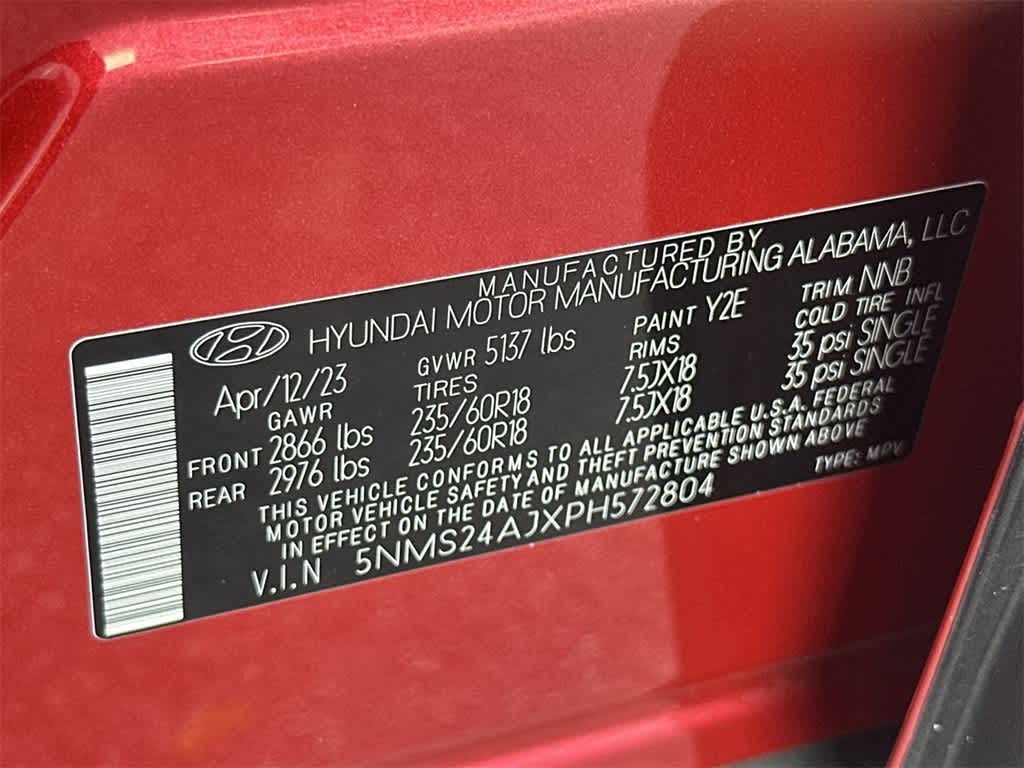 MANUFACTURED BY
HYUNDAI MOTOR MANUFACTURING ALABAMA, LLC
Apr/12/23 GVWR 5137 lbs PAINT Y2E TRIM NNB
GAWR TIRES RIMS COLD TIRE INFL
FRONT 2866 lbs 235/60R18 7.5JX18 35 psi SINGLE
REAR 2976 lbs 235/60R18 7.5JX18 35 psi SINGLE
THIS VEHICLE CONFORMS TO ALL APPLICABLE U.S.A. FEDERAL
MOTOR VEHICLE SAFETY AND THEFT PREVENTION STANDARDS
IN EFFECT ON THE DATE OF MANUFACTURE SHOWN ABOVE
V.I.N 5NMS24AJXPH572804 TYPE: MPV